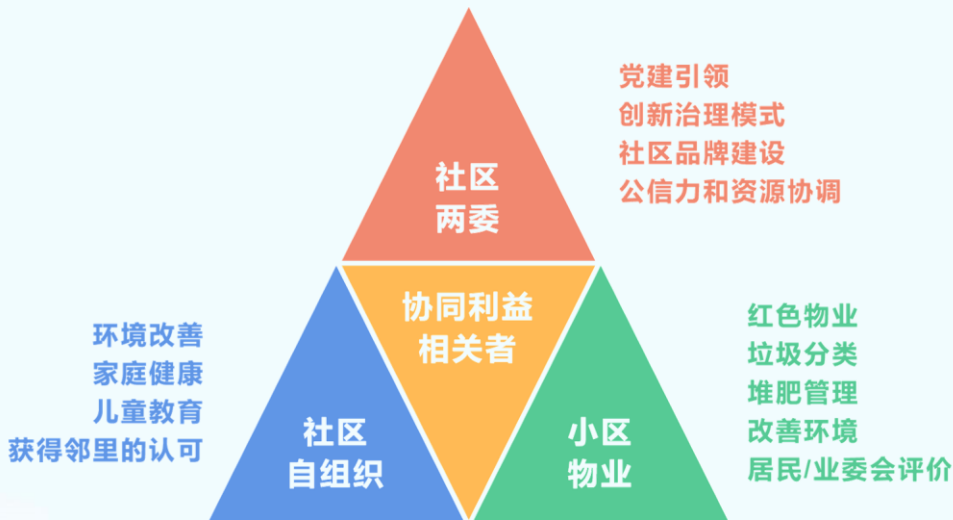 党建引领
创新治理模式
社区品牌建设
公信力和资源协调
社区
两委
协同利益
相关者
环境改善
家庭健康
儿童教育
获得邻里的认可
社区
自组织
小区
物业
红色物业
垃圾分类
堆肥管理
改善环境
居民/业委会评价